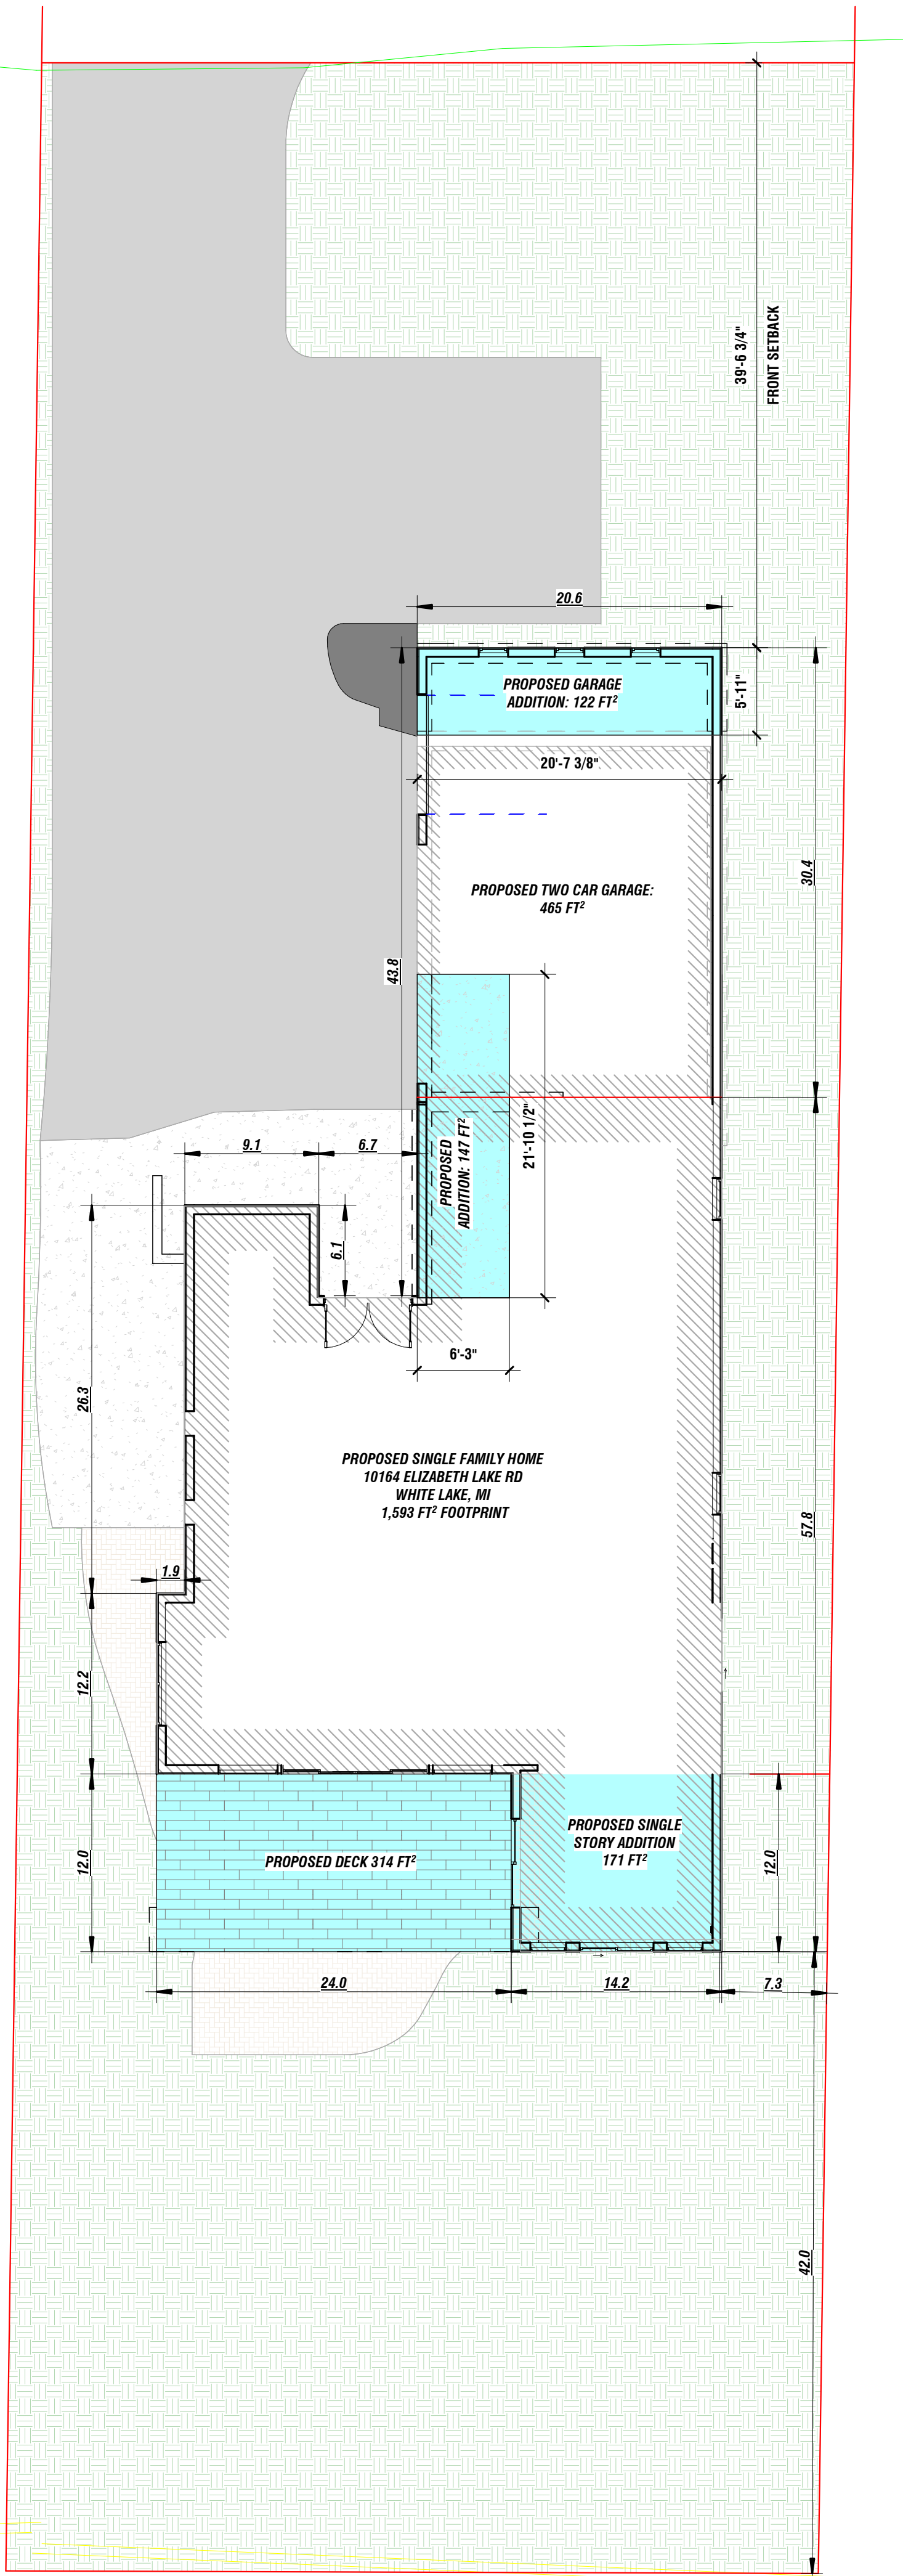 39'-6 3/4"
FRONT SETBACK
20.6
PROPOSED GARAGE
ADDITION: 122 FT²
5'-11"
20'-7 3/8"
PROPOSED TWO CAR GARAGE:
465 FT²
30.4
43.8
PROPOSED
ADDITION: 147 FT²
21'-10 1/2"
9.1
6.7
6.1
6'-3"
26.3
PROPOSED SINGLE FAMILY HOME
10164 ELIZABETH LAKE RD
WHITE LAKE, MI
1,593 FT² FOOTPRINT
57.8
1.9
12.2
PROPOSED SINGLE
STORY ADDITION
171 FT²
PROPOSED DECK 314 FT²
12.0
12.0
24.0
14.2
7.3
42.0